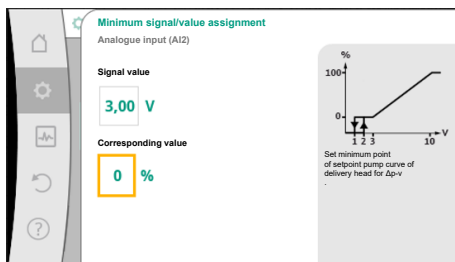 Minimum signal/value assignment
Analogue input (AI2)
Signal value
3,00 V
Corresponding value
0 %
%
100
0
1 2 3 10 V
Set minimum point
of setpoint pump curve of
delivery head for Δp-v
.
?